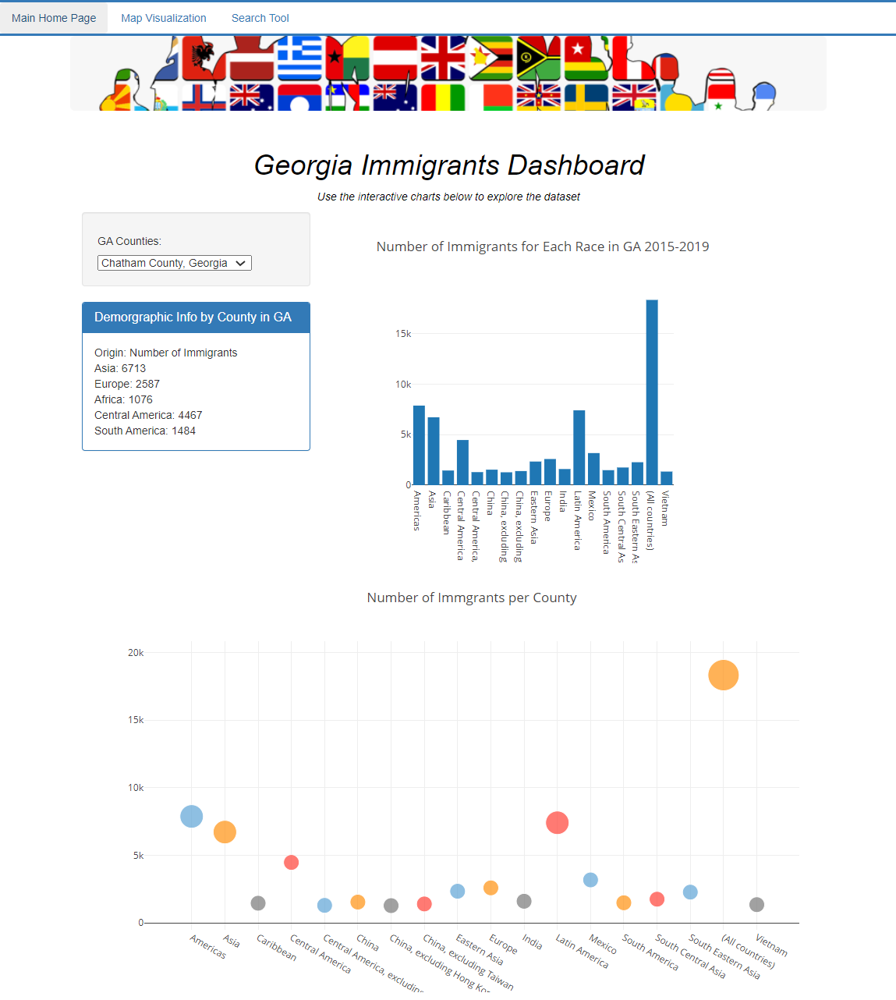 Main Home Page Map Visualization Search Tool
Georgia Immigrants Dashboard
Use the interactive charts below to explore the dataset
GA Counties:
Chatham County, Georgia
Demorgraphic Info by County in GA
Origin: Number of Immigrants
Asia: 6713
Europe: 2587
Africa: 1076
Central America: 4467
South America: 1484
Number of Immigrants for Each Race in GA 2015-2019
15k
10k
5k
0
Americas
Asia
Caribbean
Central America
Central America,
China
China, excluding
China, excluding
Eastern Asia
Europe
India
Latin America
Mexico
South America
South Central As
South Eastern As
(All countries)
Vietnam
Number of Immgrants per County
20k
15k
10k
5k
0
Americas
Asia
Caribbean
Central America
Central America, excluding
China
China, excluding Hong Kon
China, excluding Taiwan
Eastern Asia
Europe
India
Latin America
Mexico
South America
South Central Asia
South Eastern Asia
(All countries)
Vietnam